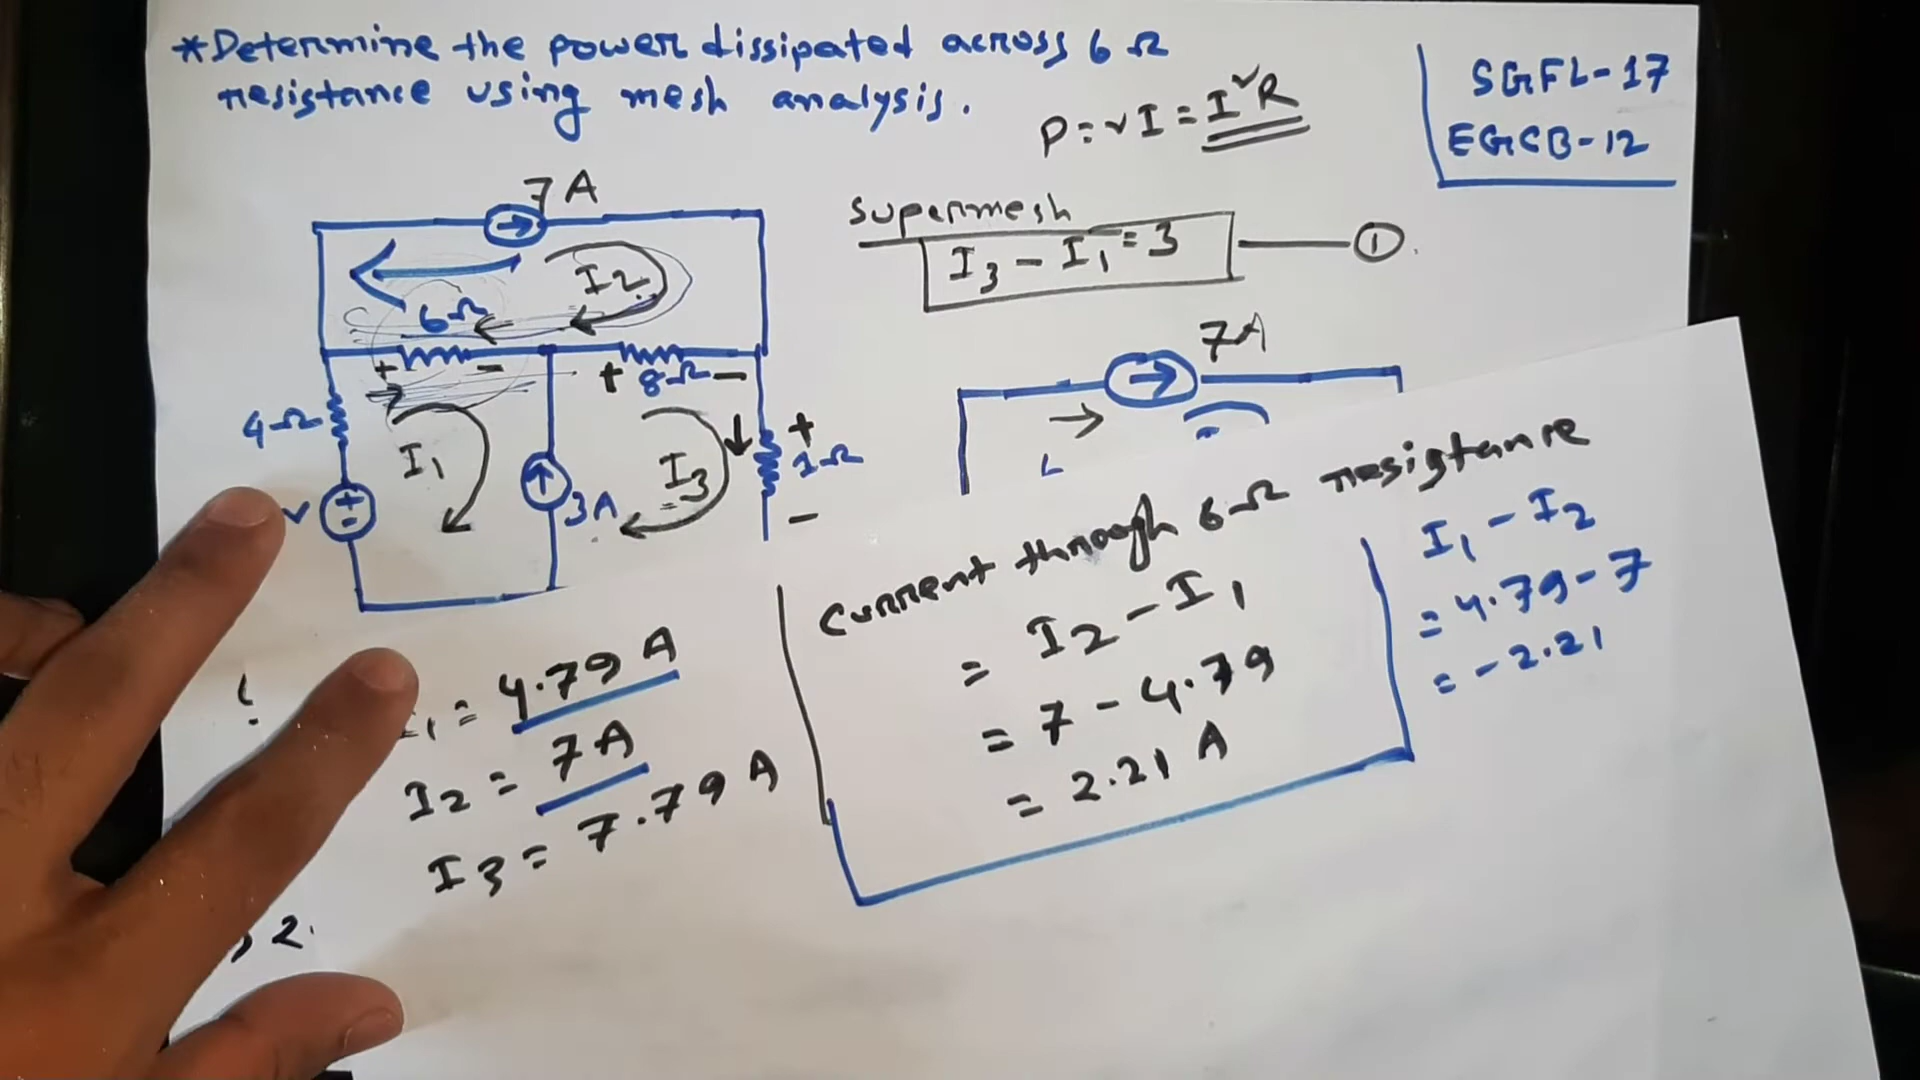 *Determine the power dissipated across 6Ω
resistance using mesh analysis.
P=VI=I²R
SGFL-17
EGCB-12
7A
I2
6Ω
+ - + 8Ω -
4Ω
I1
I3
+
1Ω
-
+
-
3A
Supermesh
I3 - I1 = 3
①
7A
I1 = 4.79 A
I2 = 7A
I3 = 7.79 A
Current through 6Ω resistance
= I2 - I1
= 7 - 4.79
= 2.21 A
I1 - I2
= 4.79 - 7
= -2.21
2.